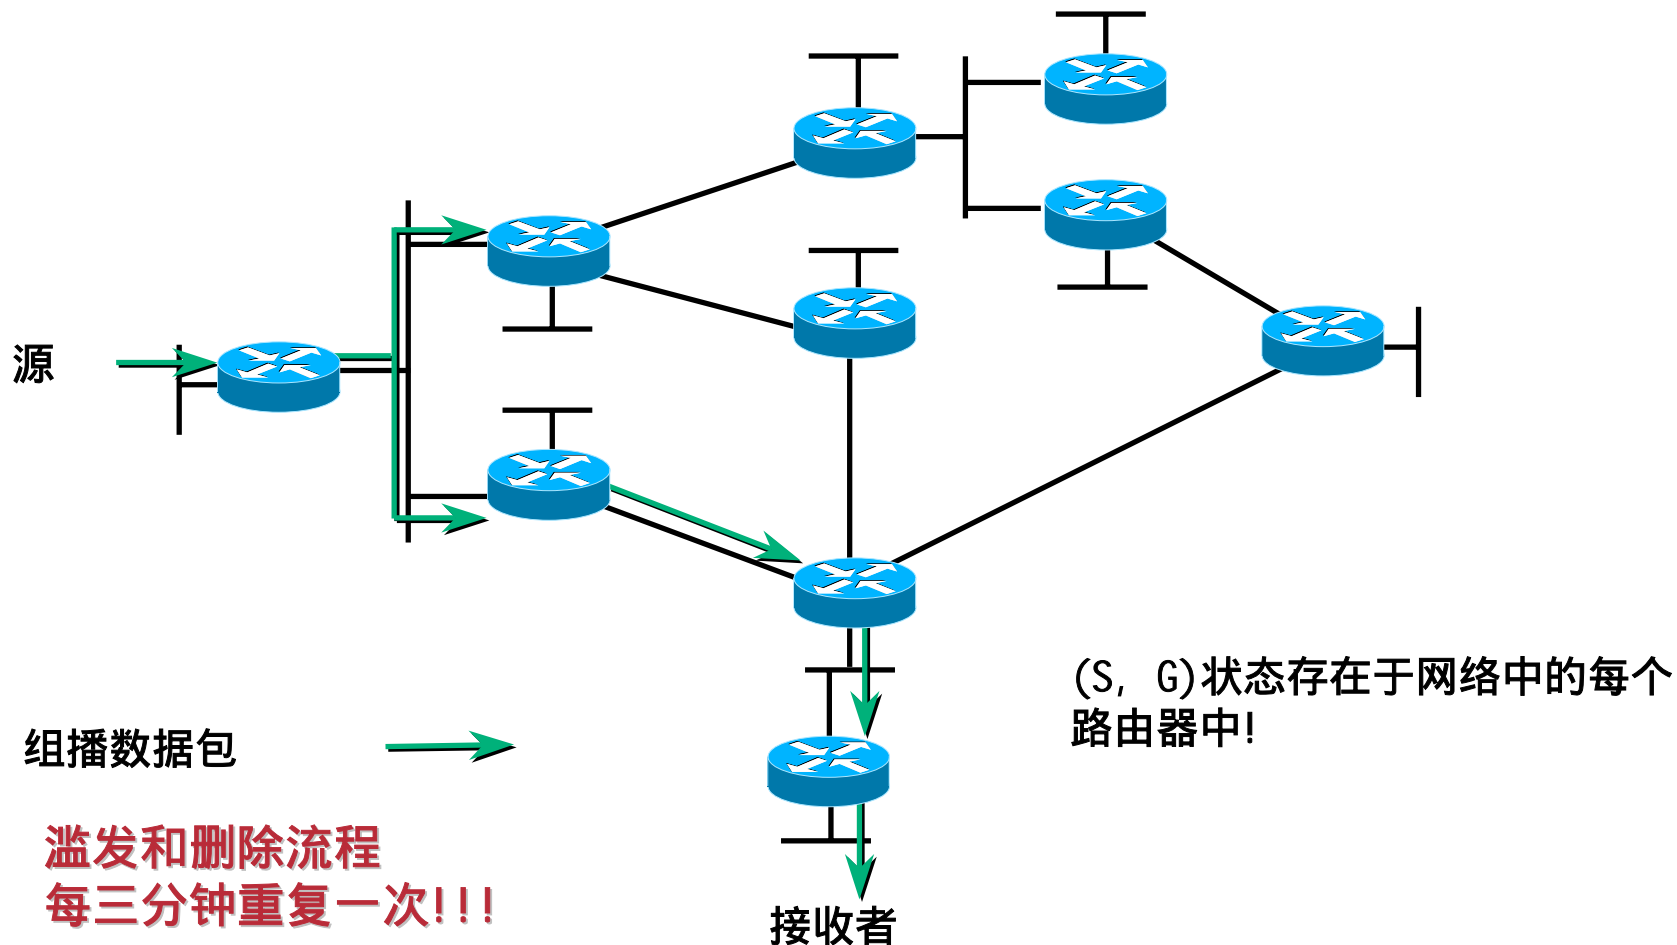 源
(S, G)状态存在于网络中的每个
路由器中!
组播数据包
滥发和删除流程
每三分钟重复一次!!!
接收者